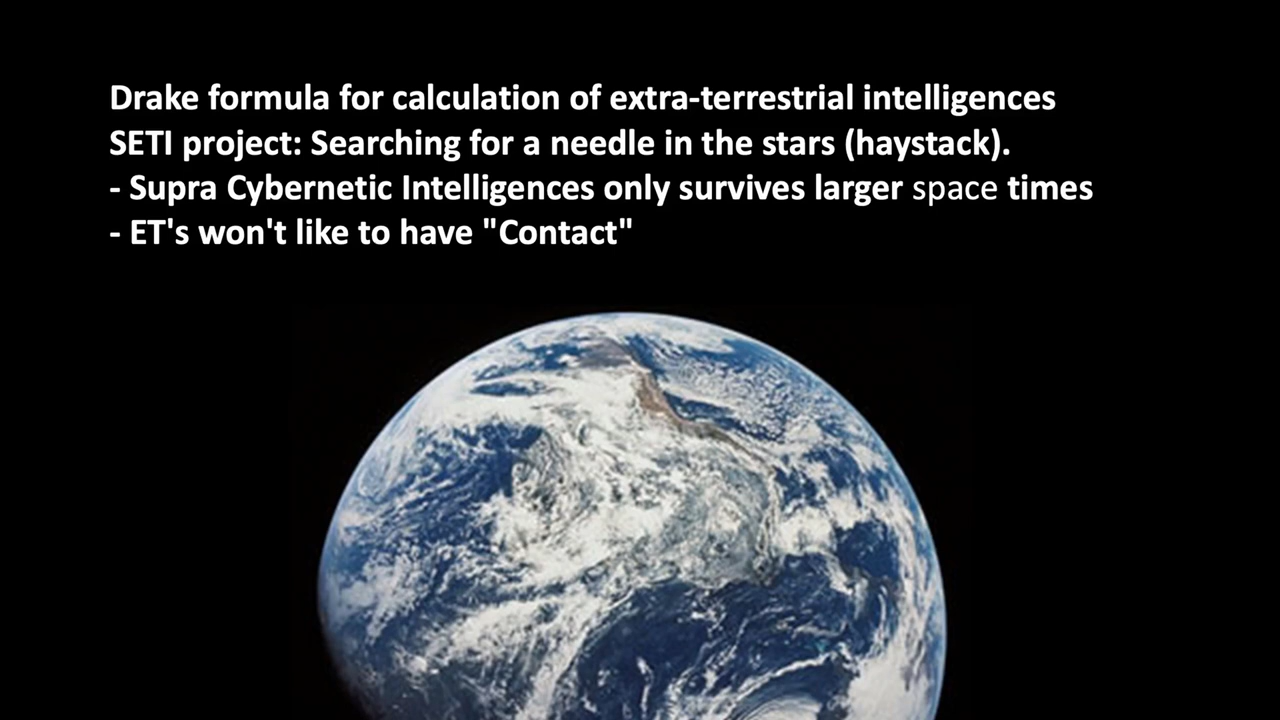 Drake formula for calculation of extra-terrestrial intelligences
SETI project: Searching for a needle in the stars (haystack).
- Supra Cybernetic Intelligences only survives larger space times
- ET's won't like to have "Contact"